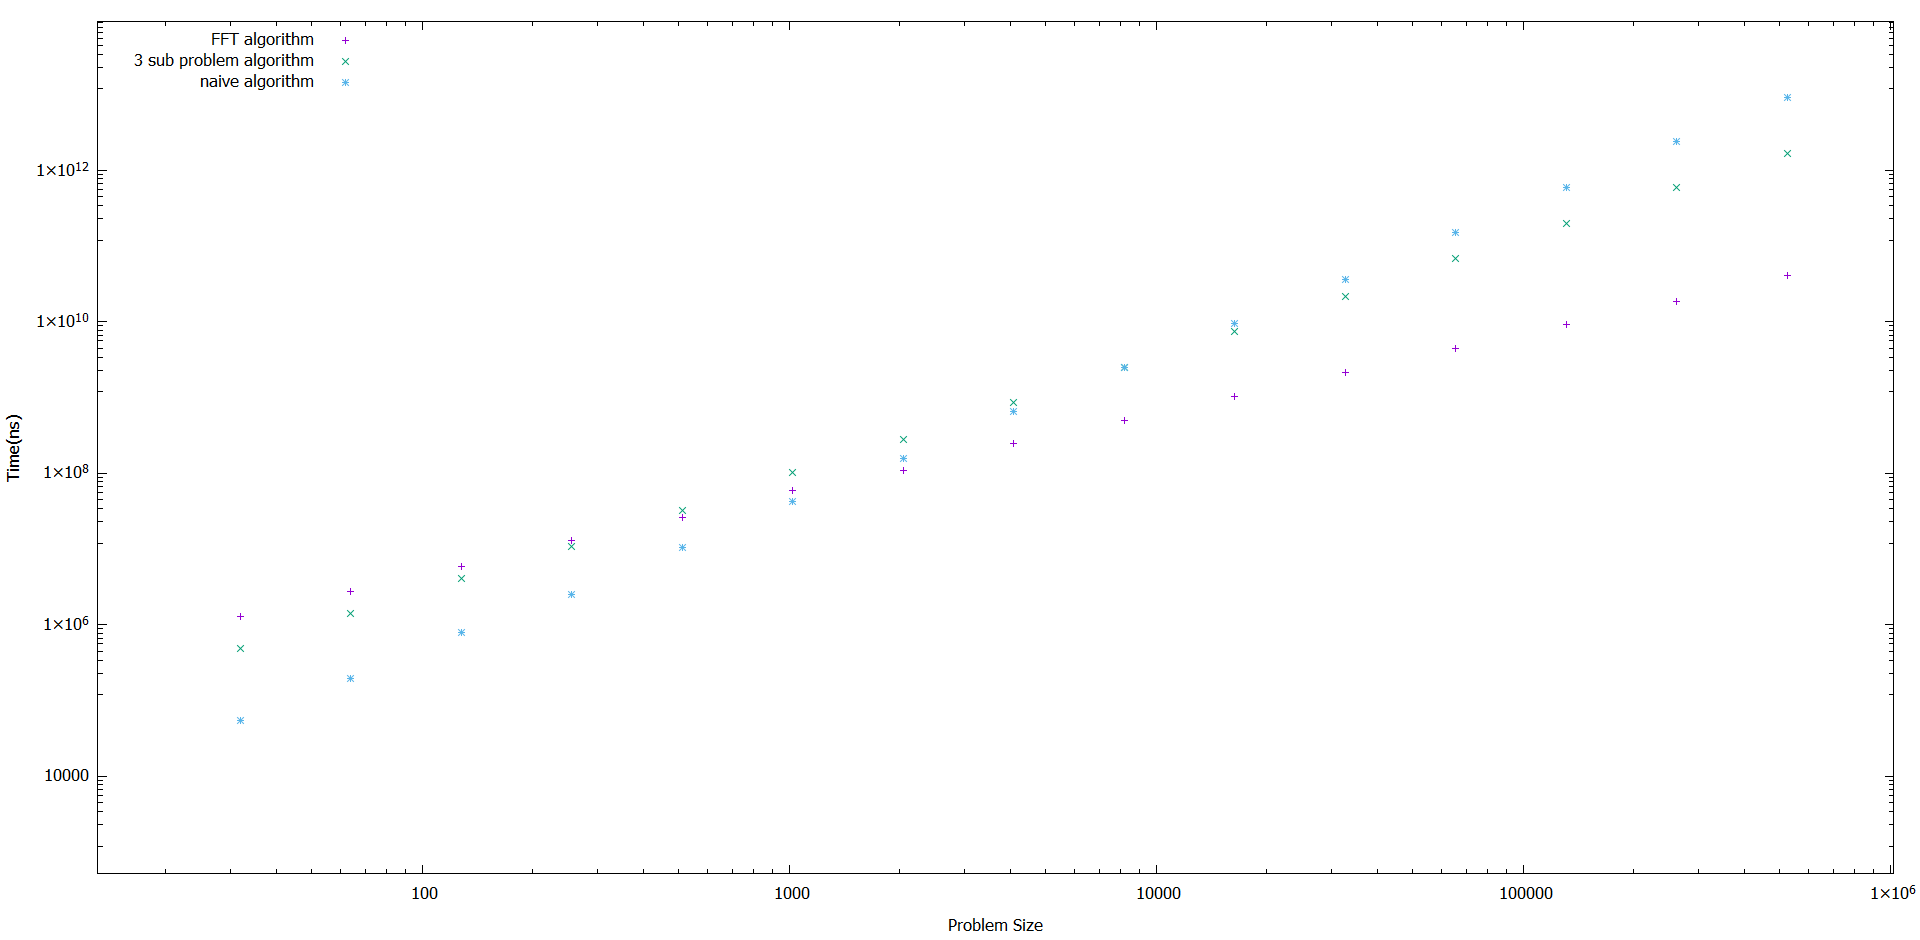 FFT algorithm
3 sub problem algorithm
naive algorithm
1×10¹²
1×10¹⁰
1×10⁸
1×10⁶
10000
Time(ns)
100
1000
10000
100000
1×10⁶
Problem Size